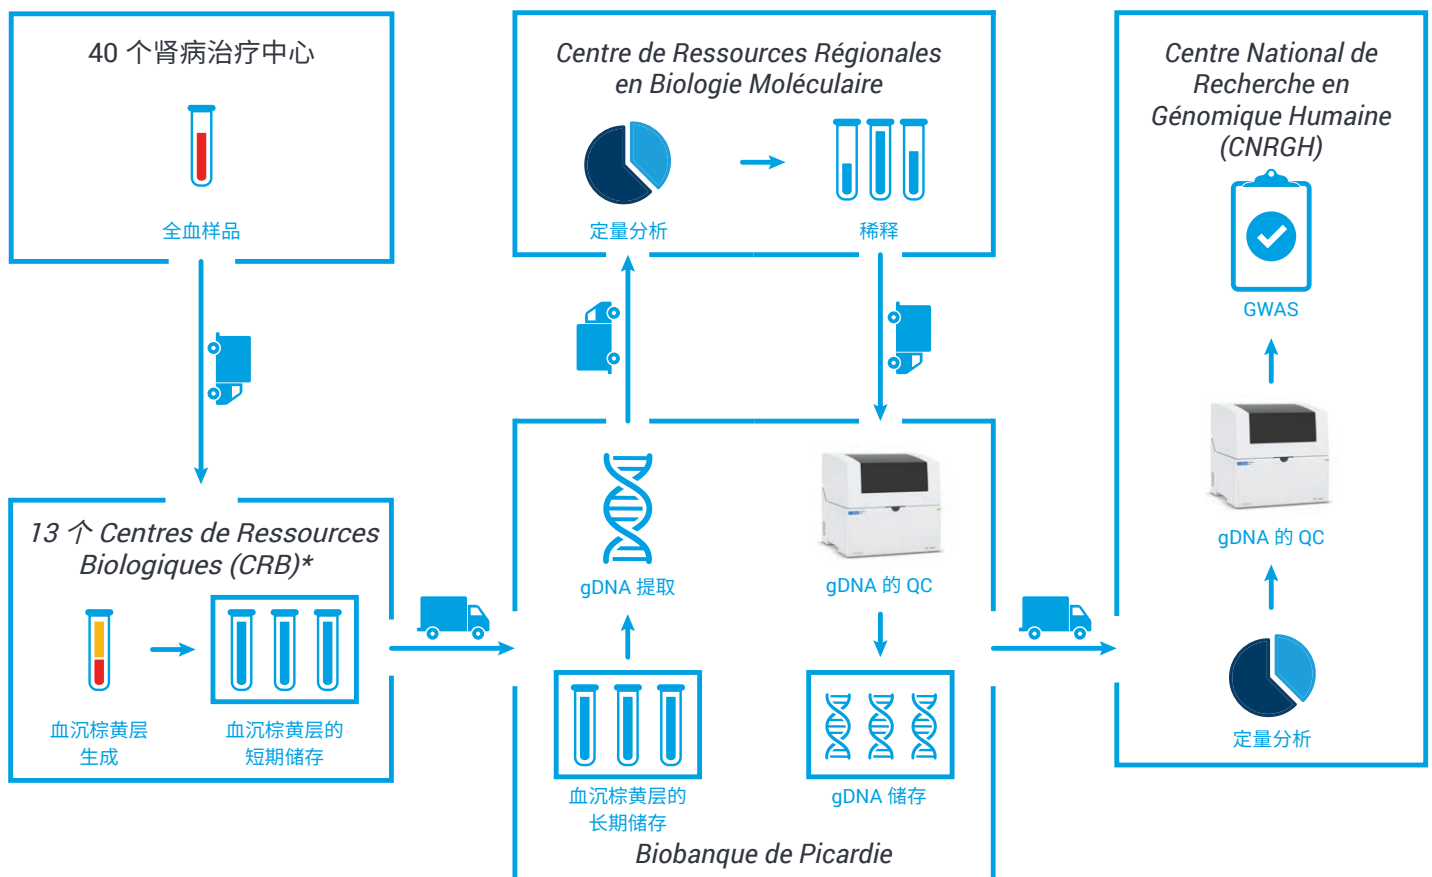 40 个肾病治疗中心
全血样品
13 个 Centres de Ressources
Biologiques (CRB)*
血沉棕黄层
生成
血沉棕黄层的
短期储存
Centre de Ressources Régionales
en Biologie Moléculaire
定量分析
稀释
gDNA 提取
gDNA 的 QC
血沉棕黄层的
长期储存
gDNA 储存
Biobanque de Picardie
Centre National de
Recherche en
Génomique Humaine
(CNRGH)
GWAS
gDNA 的 QC
定量分析